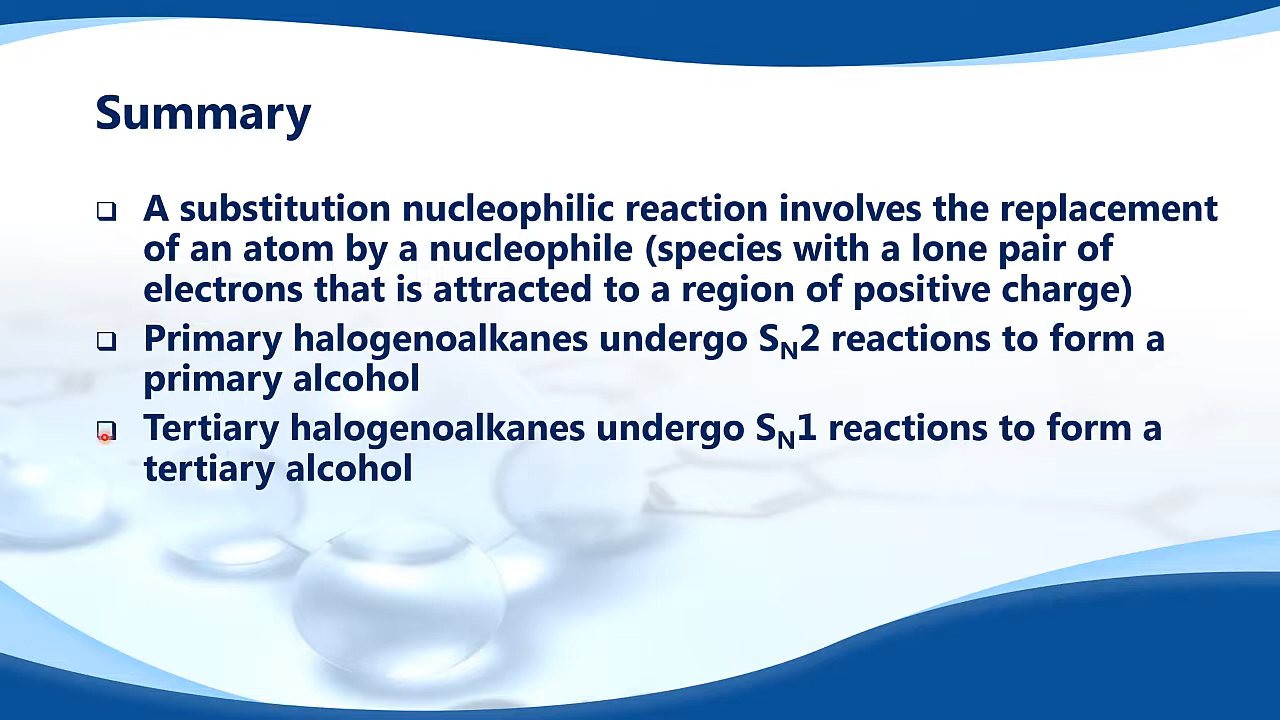 Summary
❑ A substitution nucleophilic reaction involves the replacement
of an atom by a nucleophile (species with a lone pair of
electrons that is attracted to a region of positive charge)
❑ Primary halogenoalkanes undergo SN2 reactions to form a
primary alcohol
❑ Tertiary halogenoalkanes undergo SN1 reactions to form a
tertiary alcohol